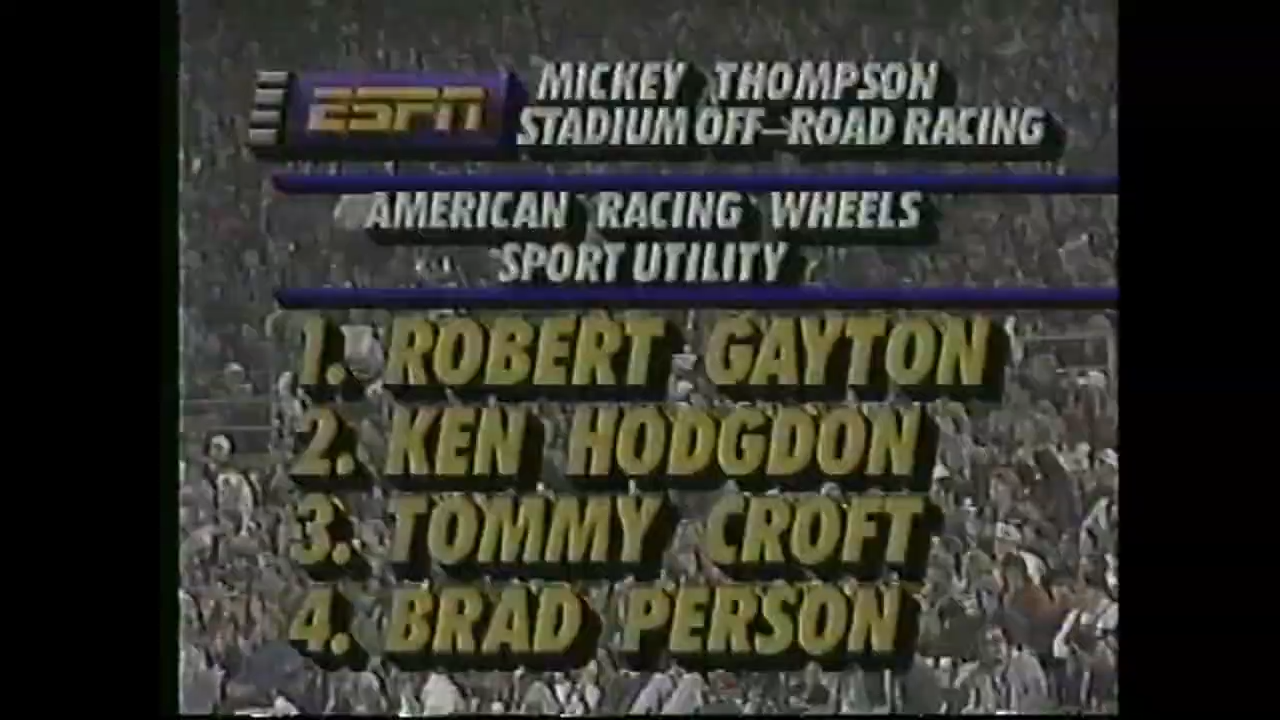 ESPN
MICKEY THOMPSON
STADIUM OFF-ROAD RACING
AMERICAN RACING WHEELS
SPORT UTILITY
1. ROBERT GAYTON
2. KEN HODGDON
3. TOMMY CROFT
4. BRAD PERSON